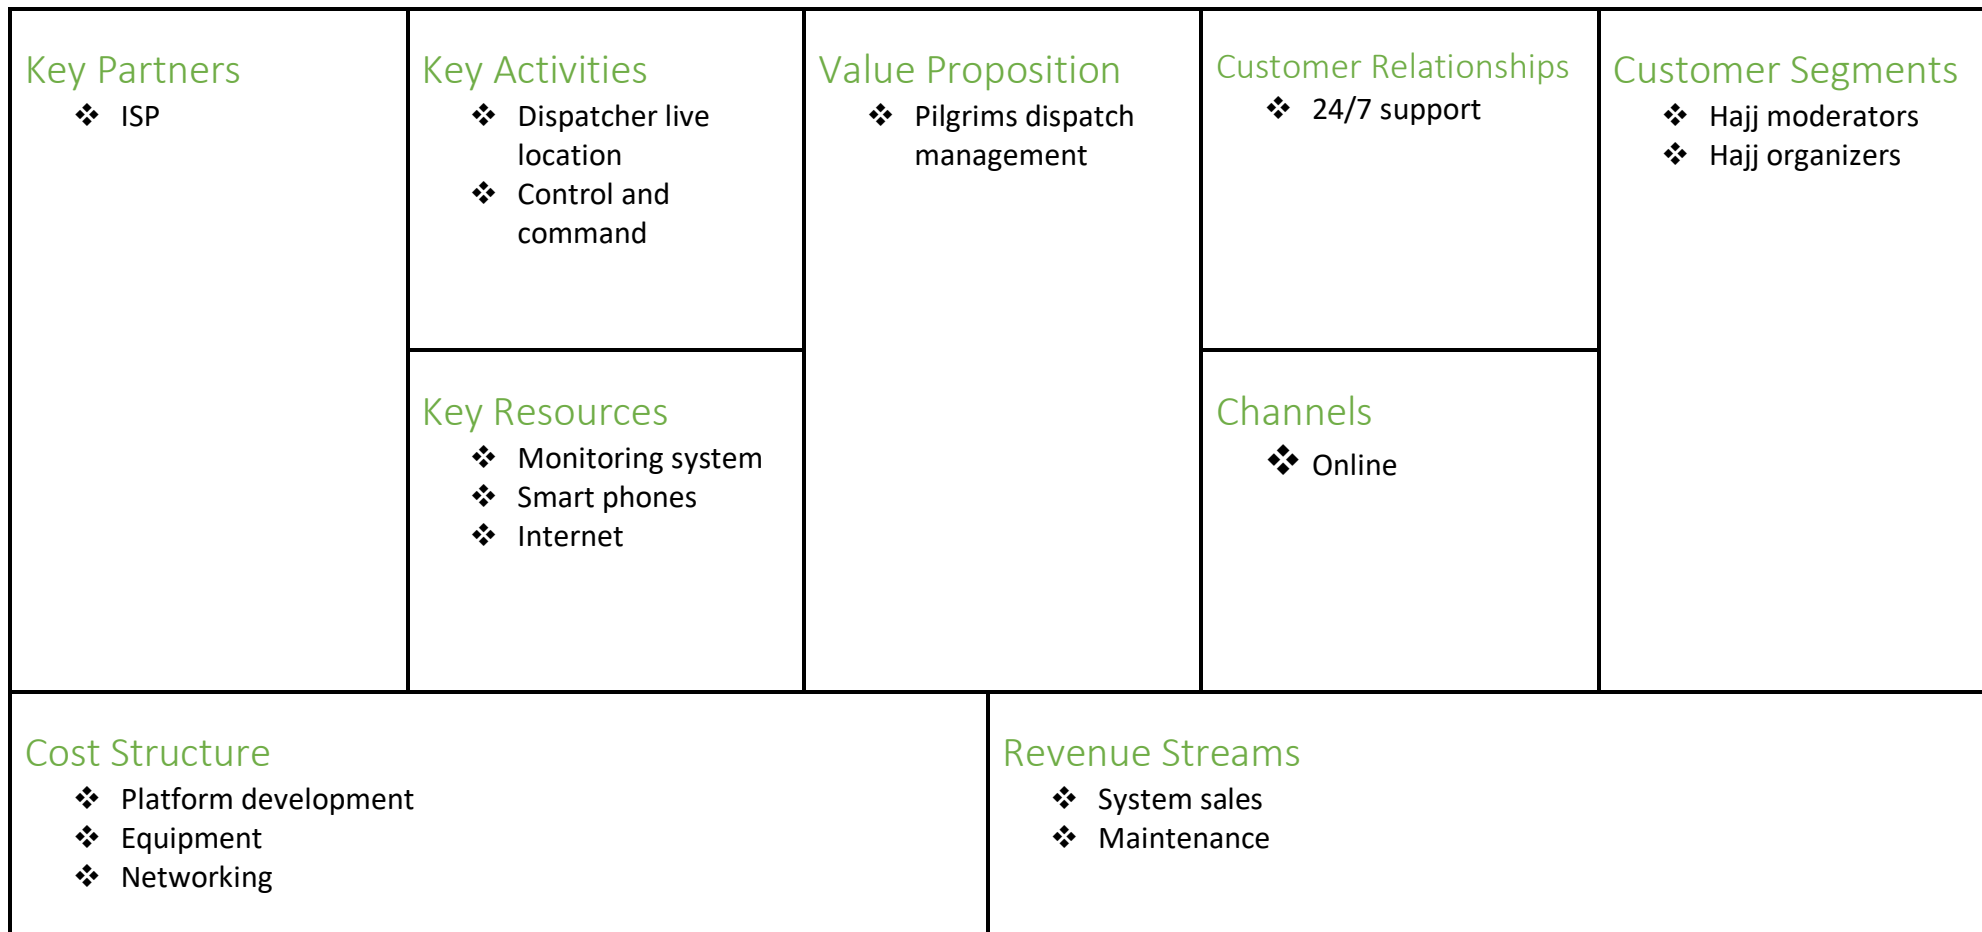 Key Partners
❖ ISP
Key Activities
❖ Dispatcher live
location
❖ Control and
command
Key Resources
❖ Monitoring system
❖ Smart phones
❖ Internet
Value Proposition
❖ Pilgrims dispatch
management
Customer Relationships
❖ 24/7 support
Channels
❖ Online
Customer Segments
❖ Hajj moderators
❖ Hajj organizers
Cost Structure
❖ Platform development
❖ Equipment
❖ Networking
Revenue Streams
❖ System sales
❖ Maintenance